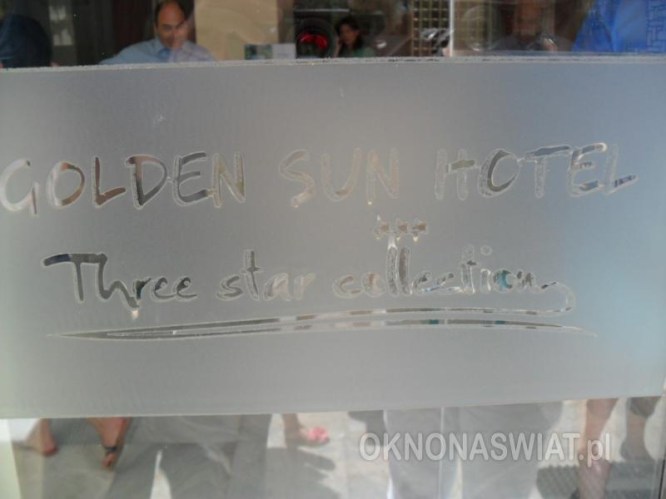 GOLDEN SUN HOTEL
***
Three star collection
OKNONASWIAT.pl